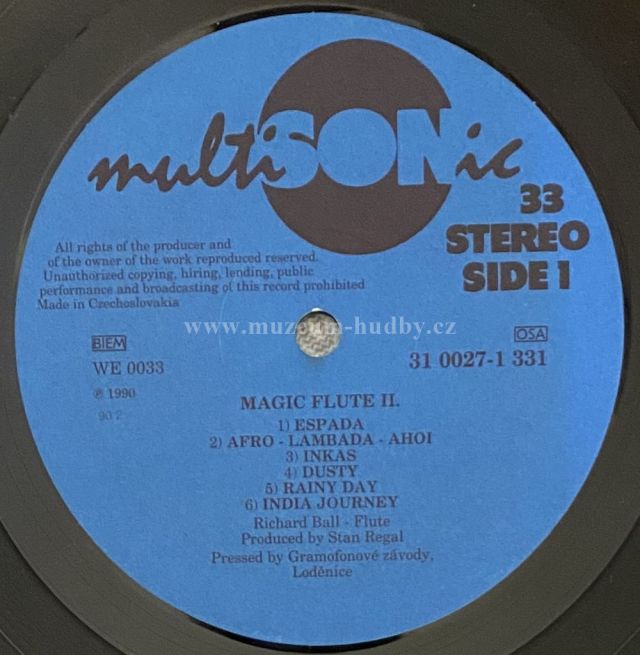 multiSONic
33
STEREO
SIDE 1
All rights of the producer and
of the owner of the work reproduced reserved.
Unauthorized copying, hiring, lending, public
performance and broadcasting of this record prohibited
Made in Czechoslovakia
www.muzeum-hudby.cz
BIEM
OSA
WE 0033
31 0027-1 331
℗ 1990
90 2
MAGIC FLUTE II.
1) ESPADA
2) AFRO - LAMBADA - AHOI
3) INKAS
4) DUSTY
5) RAINY DAY
6) INDIA JOURNEY
Richard Ball - Flute
Produced by Stan Regal
Pressed by Gramofonové závody,
Loděnice